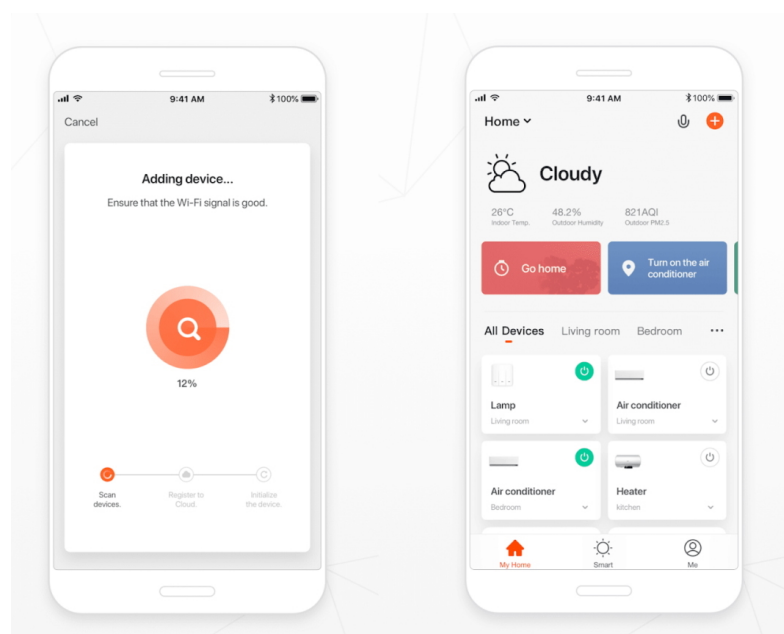 9:41 AM
100%
Cancel
Adding device...
Ensure that the Wi-Fi signal is good.
12%
Scan
devices.
Register to
Cloud.
Initialize
the device.
9:41 AM
100%
Home
Cloudy
26°C
48.2%
821AQI
Indoor Temp.
Outdoor Humidity
Outdoor PM2.5
Go home
Turn on the air
conditioner
All Devices
Living room
Bedroom
Lamp
Living room
Air conditioner
Living room
Air conditioner
Bedroom
Heater
kitchen
My Home
Smart
Me